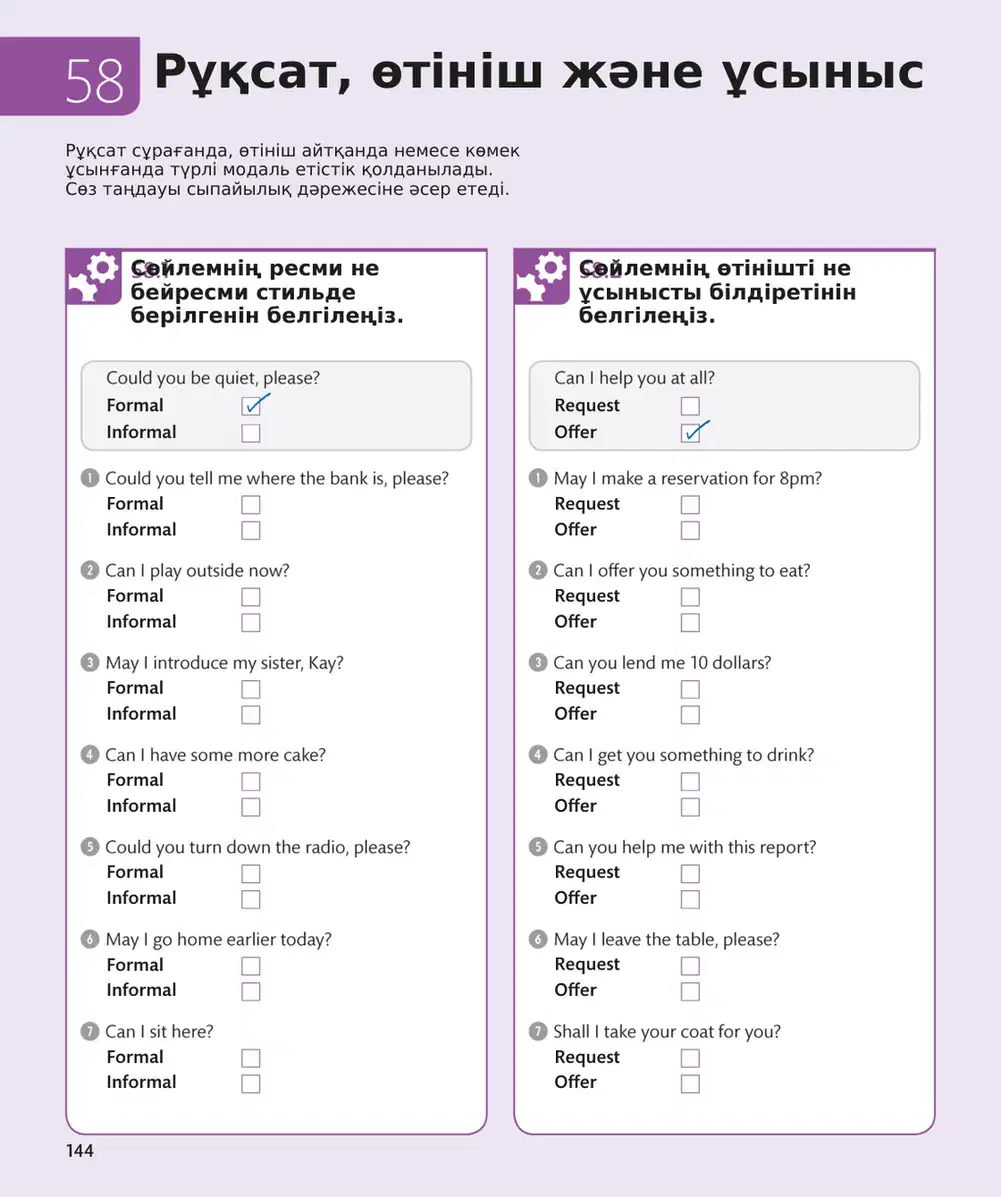 58
Рұқсат, өтініш және ұсыныс
Рұқсат сұрағанда, өтініш айтқанда немесе көмек
ұсынғанда түрлі модаль етістік қолданылады.
Сөз таңдауы сыпайылық дәрежесіне әсер етеді.
Сөйлемнің ресми не
бейресми стильде
берілгенін белгілеңіз.
Could you be quiet, please?
Formal
Informal
1 Could you tell me where the bank is, please?
Formal
Informal
2 Can I play outside now?
Formal
Informal
3 May I introduce my sister, Kay?
Formal
Informal
4 Can I have some more cake?
Formal
Informal
5 Could you turn down the radio, please?
Formal
Informal
6 May I go home earlier today?
Formal
Informal
7 Can I sit here?
Formal
Informal
Сөйлемнің өтінішті не
ұсынысты білдіретінін
белгілеңіз.
Can I help you at all?
Request
Offer
1 May I make a reservation for 8pm?
Request
Offer
2 Can I offer you something to eat?
Request
Offer
3 Can you lend me 10 dollars?
Request
Offer
4 Can I get you something to drink?
Request
Offer
5 Can you help me with this report?
Request
Offer
6 May I leave the table, please?
Request
Offer
7 Shall I take your coat for you?
Request
Offer
144